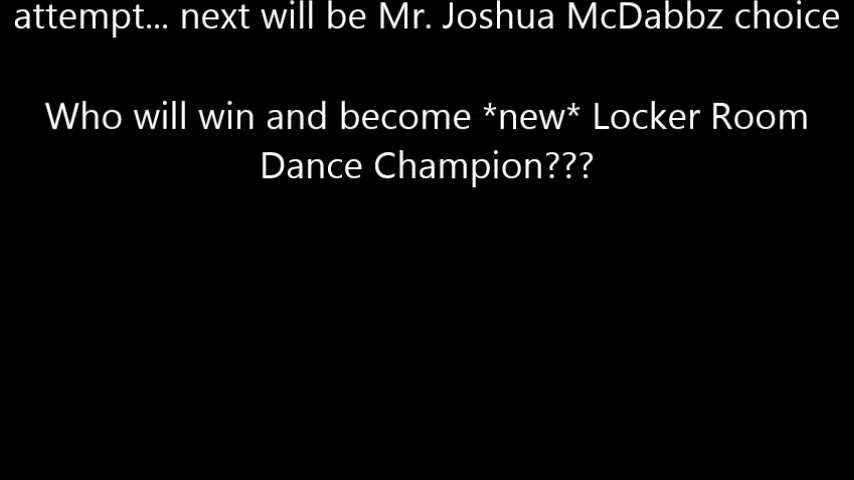 attempt... next will be Mr. Joshua McDabbz choice
Who will win and become *new* Locker Room
Dance Champion???